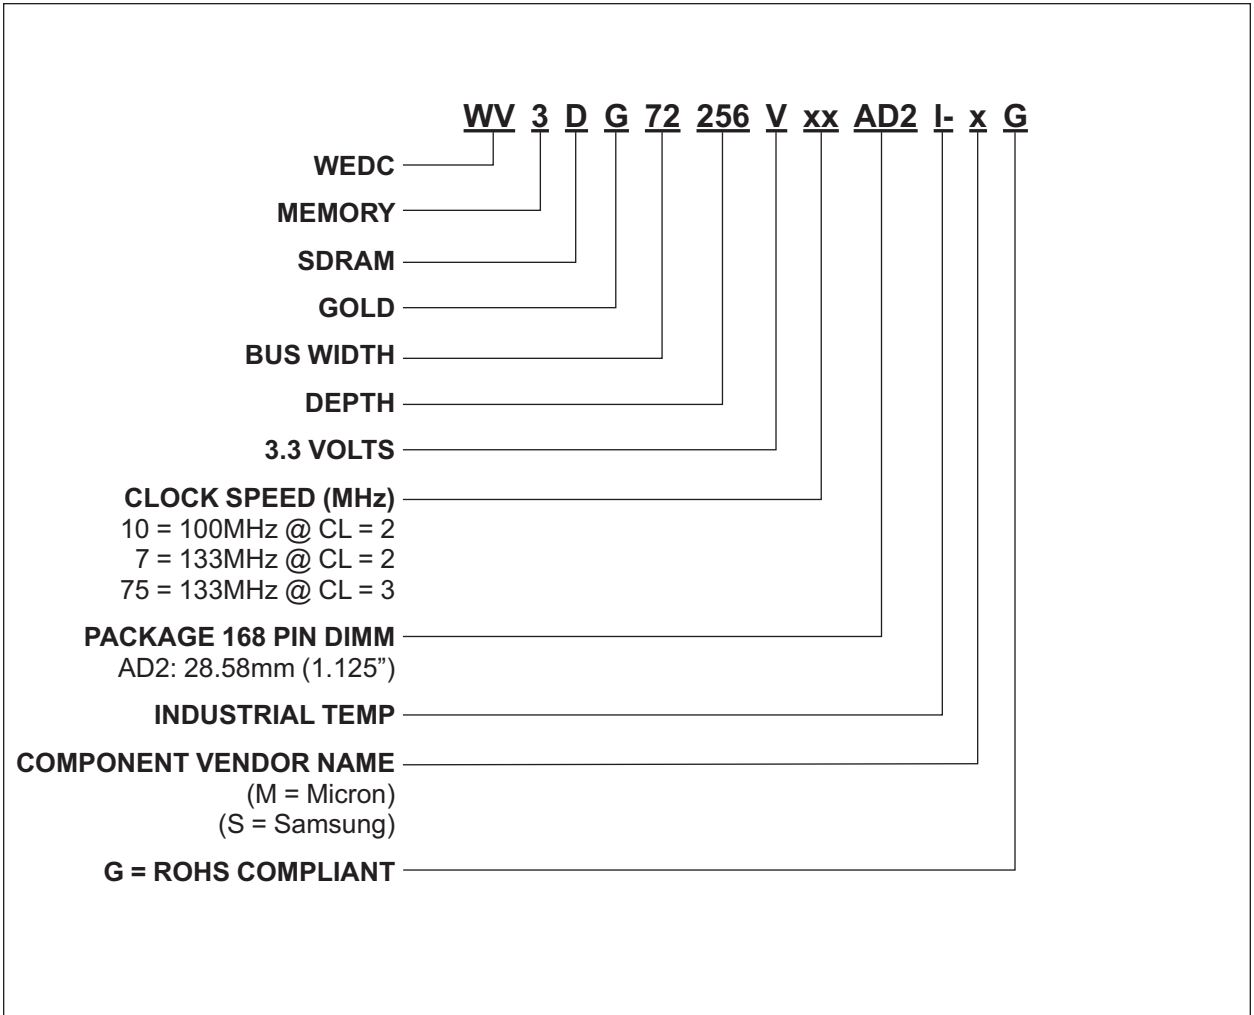 WV 3 D G 72 256 V xx AD2 I- x G
WEDC
MEMORY
SDRAM
GOLD
BUS WIDTH
DEPTH
3.3 VOLTS
CLOCK SPEED (MHz)
10 = 100MHz @ CL = 2
7 = 133MHz @ CL = 2
75 = 133MHz @ CL = 3
PACKAGE 168 PIN DIMM
AD2: 28.58mm (1.125”)
INDUSTRIAL TEMP
COMPONENT VENDOR NAME
(M = Micron)
(S = Samsung)
G = ROHS COMPLIANT